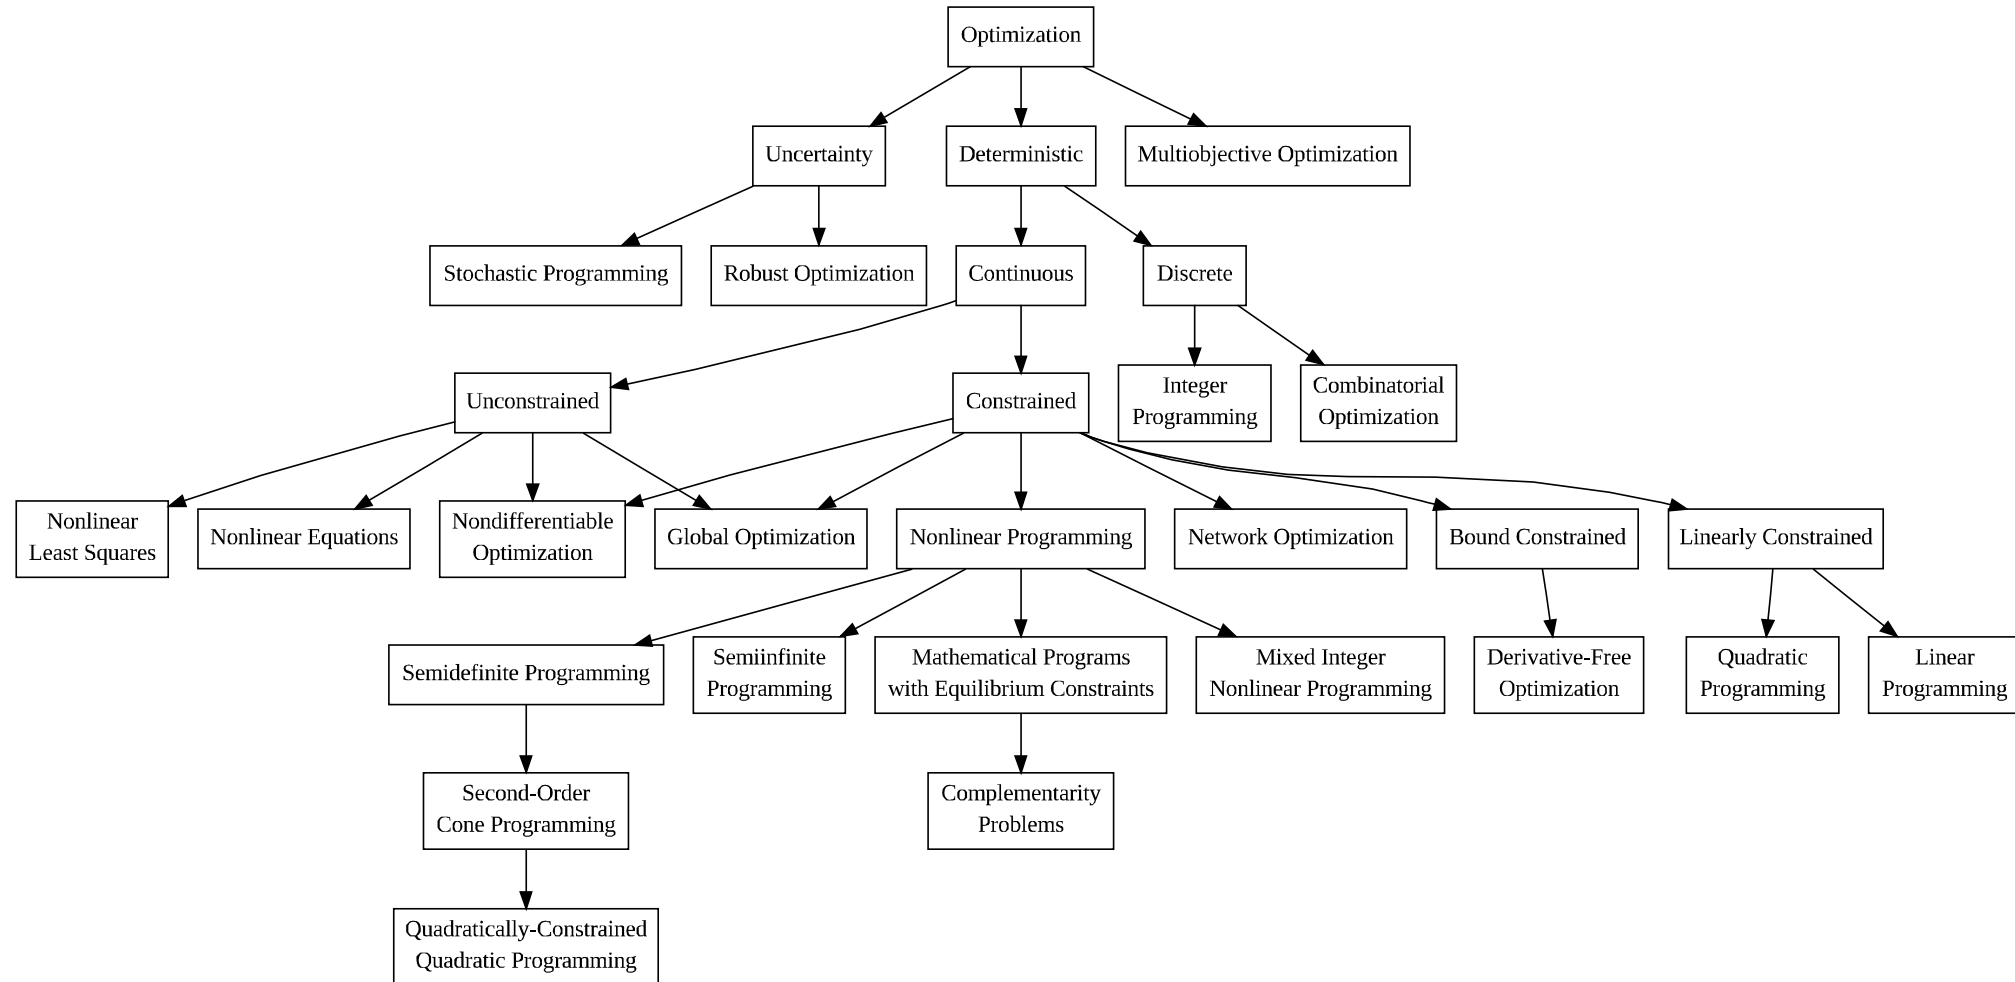 Optimization
Uncertainty
Deterministic
Multiobjective Optimization
Stochastic Programming
Robust Optimization
Continuous
Discrete
Unconstrained
Constrained
Integer
Programming
Combinatorial
Optimization
Nonlinear
Least Squares
Nonlinear Equations
Nondifferentiable
Optimization
Global Optimization
Nonlinear Programming
Network Optimization
Bound Constrained
Linearly Constrained
Semidefinite Programming
Semiinfinite
Programming
Mathematical Programs
with Equilibrium Constraints
Mixed Integer
Nonlinear Programming
Derivative-Free
Optimization
Quadratic
Programming
Linear
Programming
Second-Order
Cone Programming
Complementarity
Problems
Quadratically-Constrained
Quadratic Programming